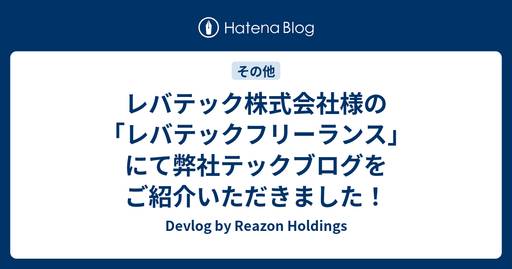 Hatena Blog
その他
レバテック株式会社様の
「レバテックフリーランス」
にて弊社テックブログを
ご紹介いただきました！
Devlog by Reazon Holdings